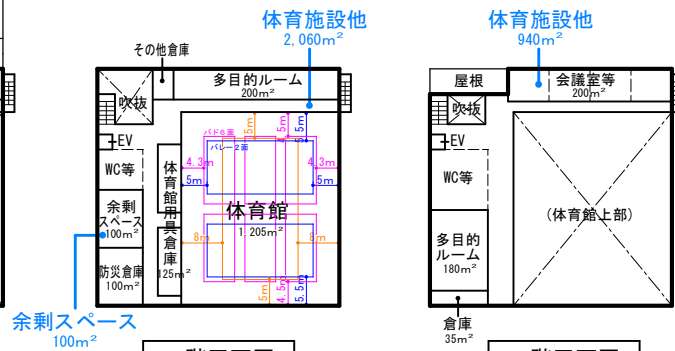 体育施設他
2,060m²
その他倉庫
多目的ルーム
200m²
吹抜
EV
WC等
余剰
スペース
100m²
防災倉庫
100m²
体育館用具倉庫
125m²
バド6面
バレー2面
5m
4.5m
5.5m
4.3m
4.3m
5m
5m
体育館
1,205m²
8m
8m
5m
4.5m
5.5m
余剰スペース
100m²
体育施設他
940m²
屋根
会議室等
200m²
吹抜
EV
WC等
(体育館上部)
多目的
ルーム
180m²
倉庫
35m²